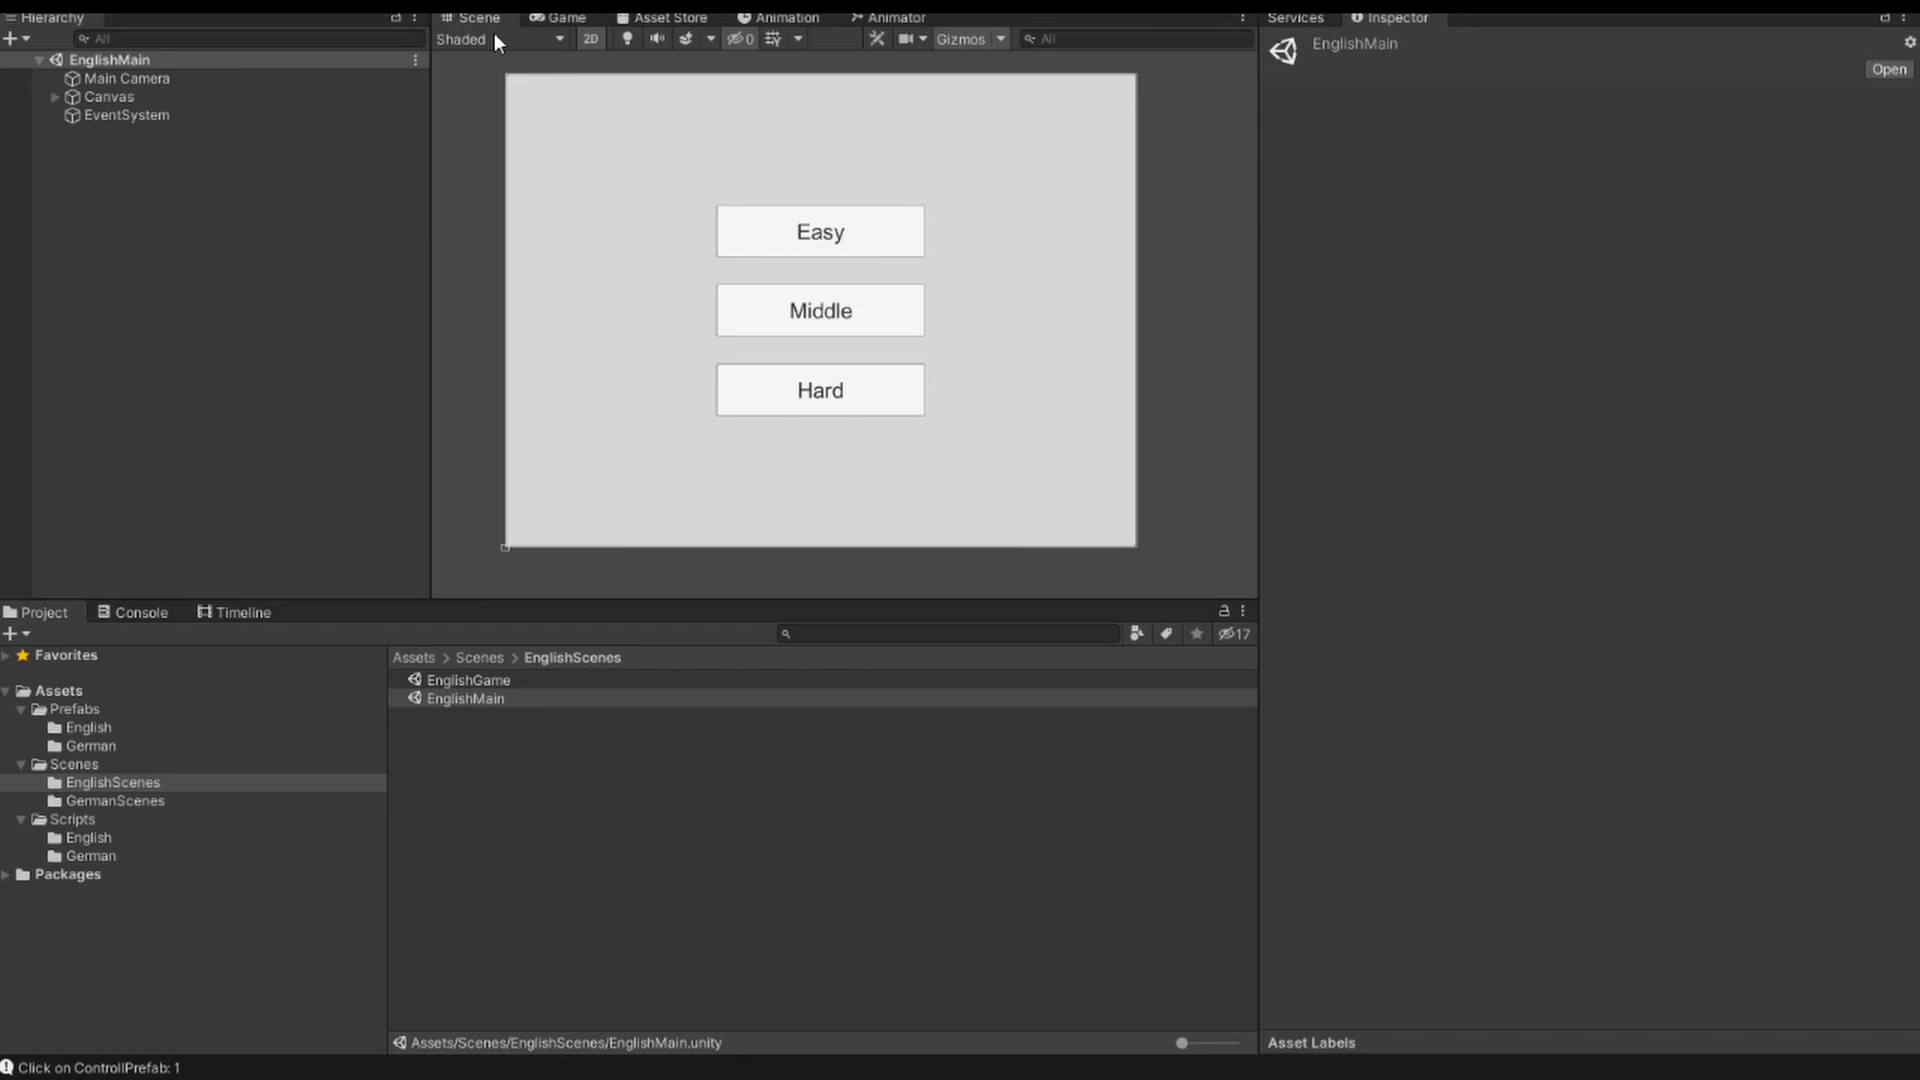 Hierarchy
Scene
Game
Asset Store
Animation
Animator
Services
Inspector
All
Shaded
2D
0
Gizmos
All
EnglishMain
Open
EnglishMain
Main Camera
Canvas
EventSystem
Easy
Middle
Hard
Project
Console
Timeline
17
Favorites
Assets
Prefabs
English
German
Scenes
EnglishScenes
GermanScenes
Scripts
English
German
Packages
Assets > Scenes > EnglishScenes
EnglishGame
EnglishMain
Assets/Scenes/EnglishScenes/EnglishMain.unity
Asset Labels
Click on ControllPrefab: 1